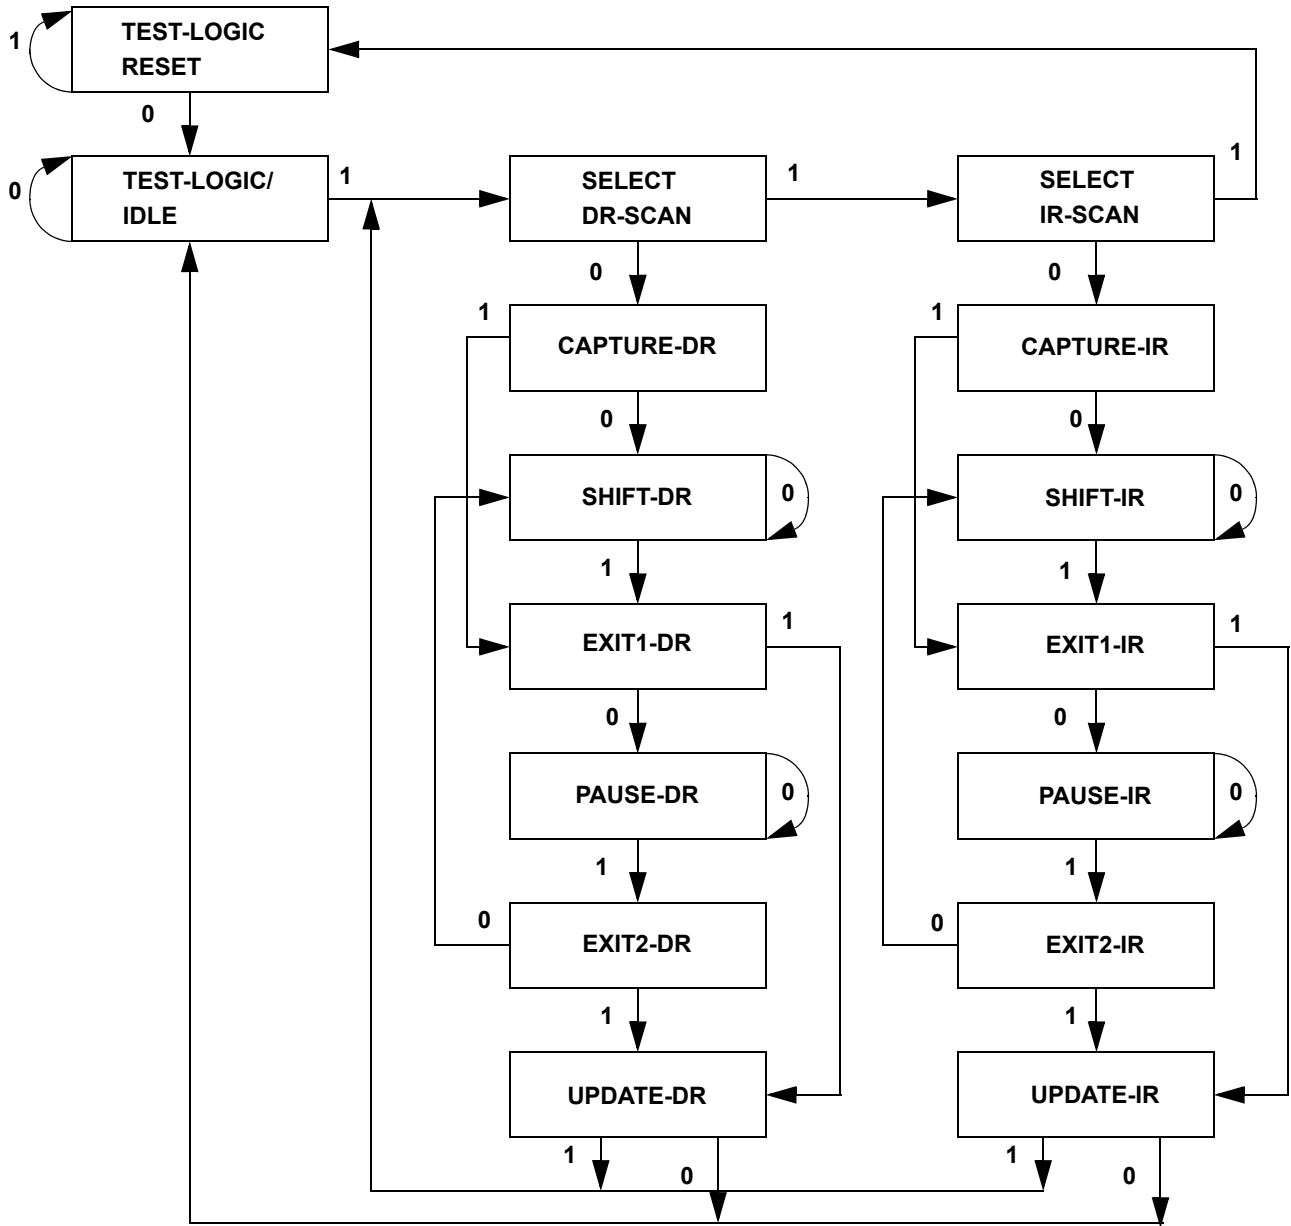 1
TEST-LOGIC
RESET
0
0
TEST-LOGIC/
IDLE
1
SELECT
DR-SCAN
1
SELECT
IR-SCAN
1
0
0
1
CAPTURE-DR
1
CAPTURE-IR
0
0
SHIFT-DR
0
SHIFT-IR
0
1
1
EXIT1-DR
1
EXIT1-IR
1
0
0
PAUSE-DR
0
PAUSE-IR
0
1
1
0
EXIT2-DR
0
EXIT2-IR
1
1
UPDATE-DR
UPDATE-IR
1
0
1
0